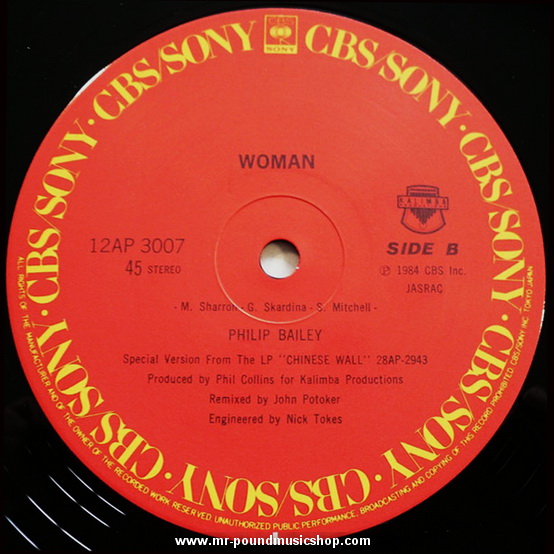 CBS/SONY · CBS/SONY · CBS/SONY · CBS/SONY · CBS/SONY · CBS/SONY · CBS/SONY · CBS/SONY · CBS/SONY
CBS
SONY
WOMAN
KALIMBA
12AP 3007
SIDE B
45 STEREO
℗ 1984 CBS Inc.
JASRAC
- M. Sharron - G. Skardina - S. Mitchell -
PHILIP BAILEY
Special Version From The LP "CHINESE WALL" 28AP-2943
Produced by Phil Collins for Kalimba Productions
Remixed by John Potoker
Engineered by Nick Tokes
ALL RIGHTS OF THE MANUFACTURER AND OF THE OWNER OF THE RECORDED WORK RESERVED. UNAUTHORIZED PUBLIC PERFORMANCE, BROADCASTING AND COPYING OF THIS RECORD PROHIBITED CBS/SONY INC. TOKYO JAPAN
www.mr-poundmusicshop.com